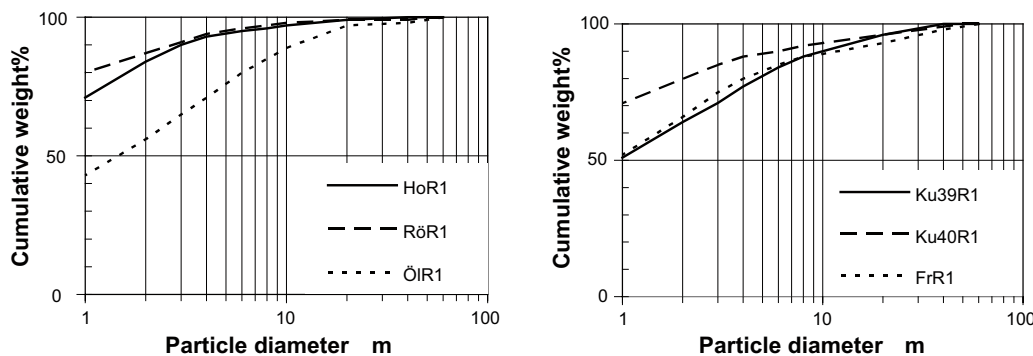 Cumulative weight%
100
50
0
1
10
100
HoR1
RöR1
ÖlR1
Particle diameter m
Cumulative weight%
100
50
0
1
10
100
Ku39R1
Ku40R1
FrR1
Particle diameter m